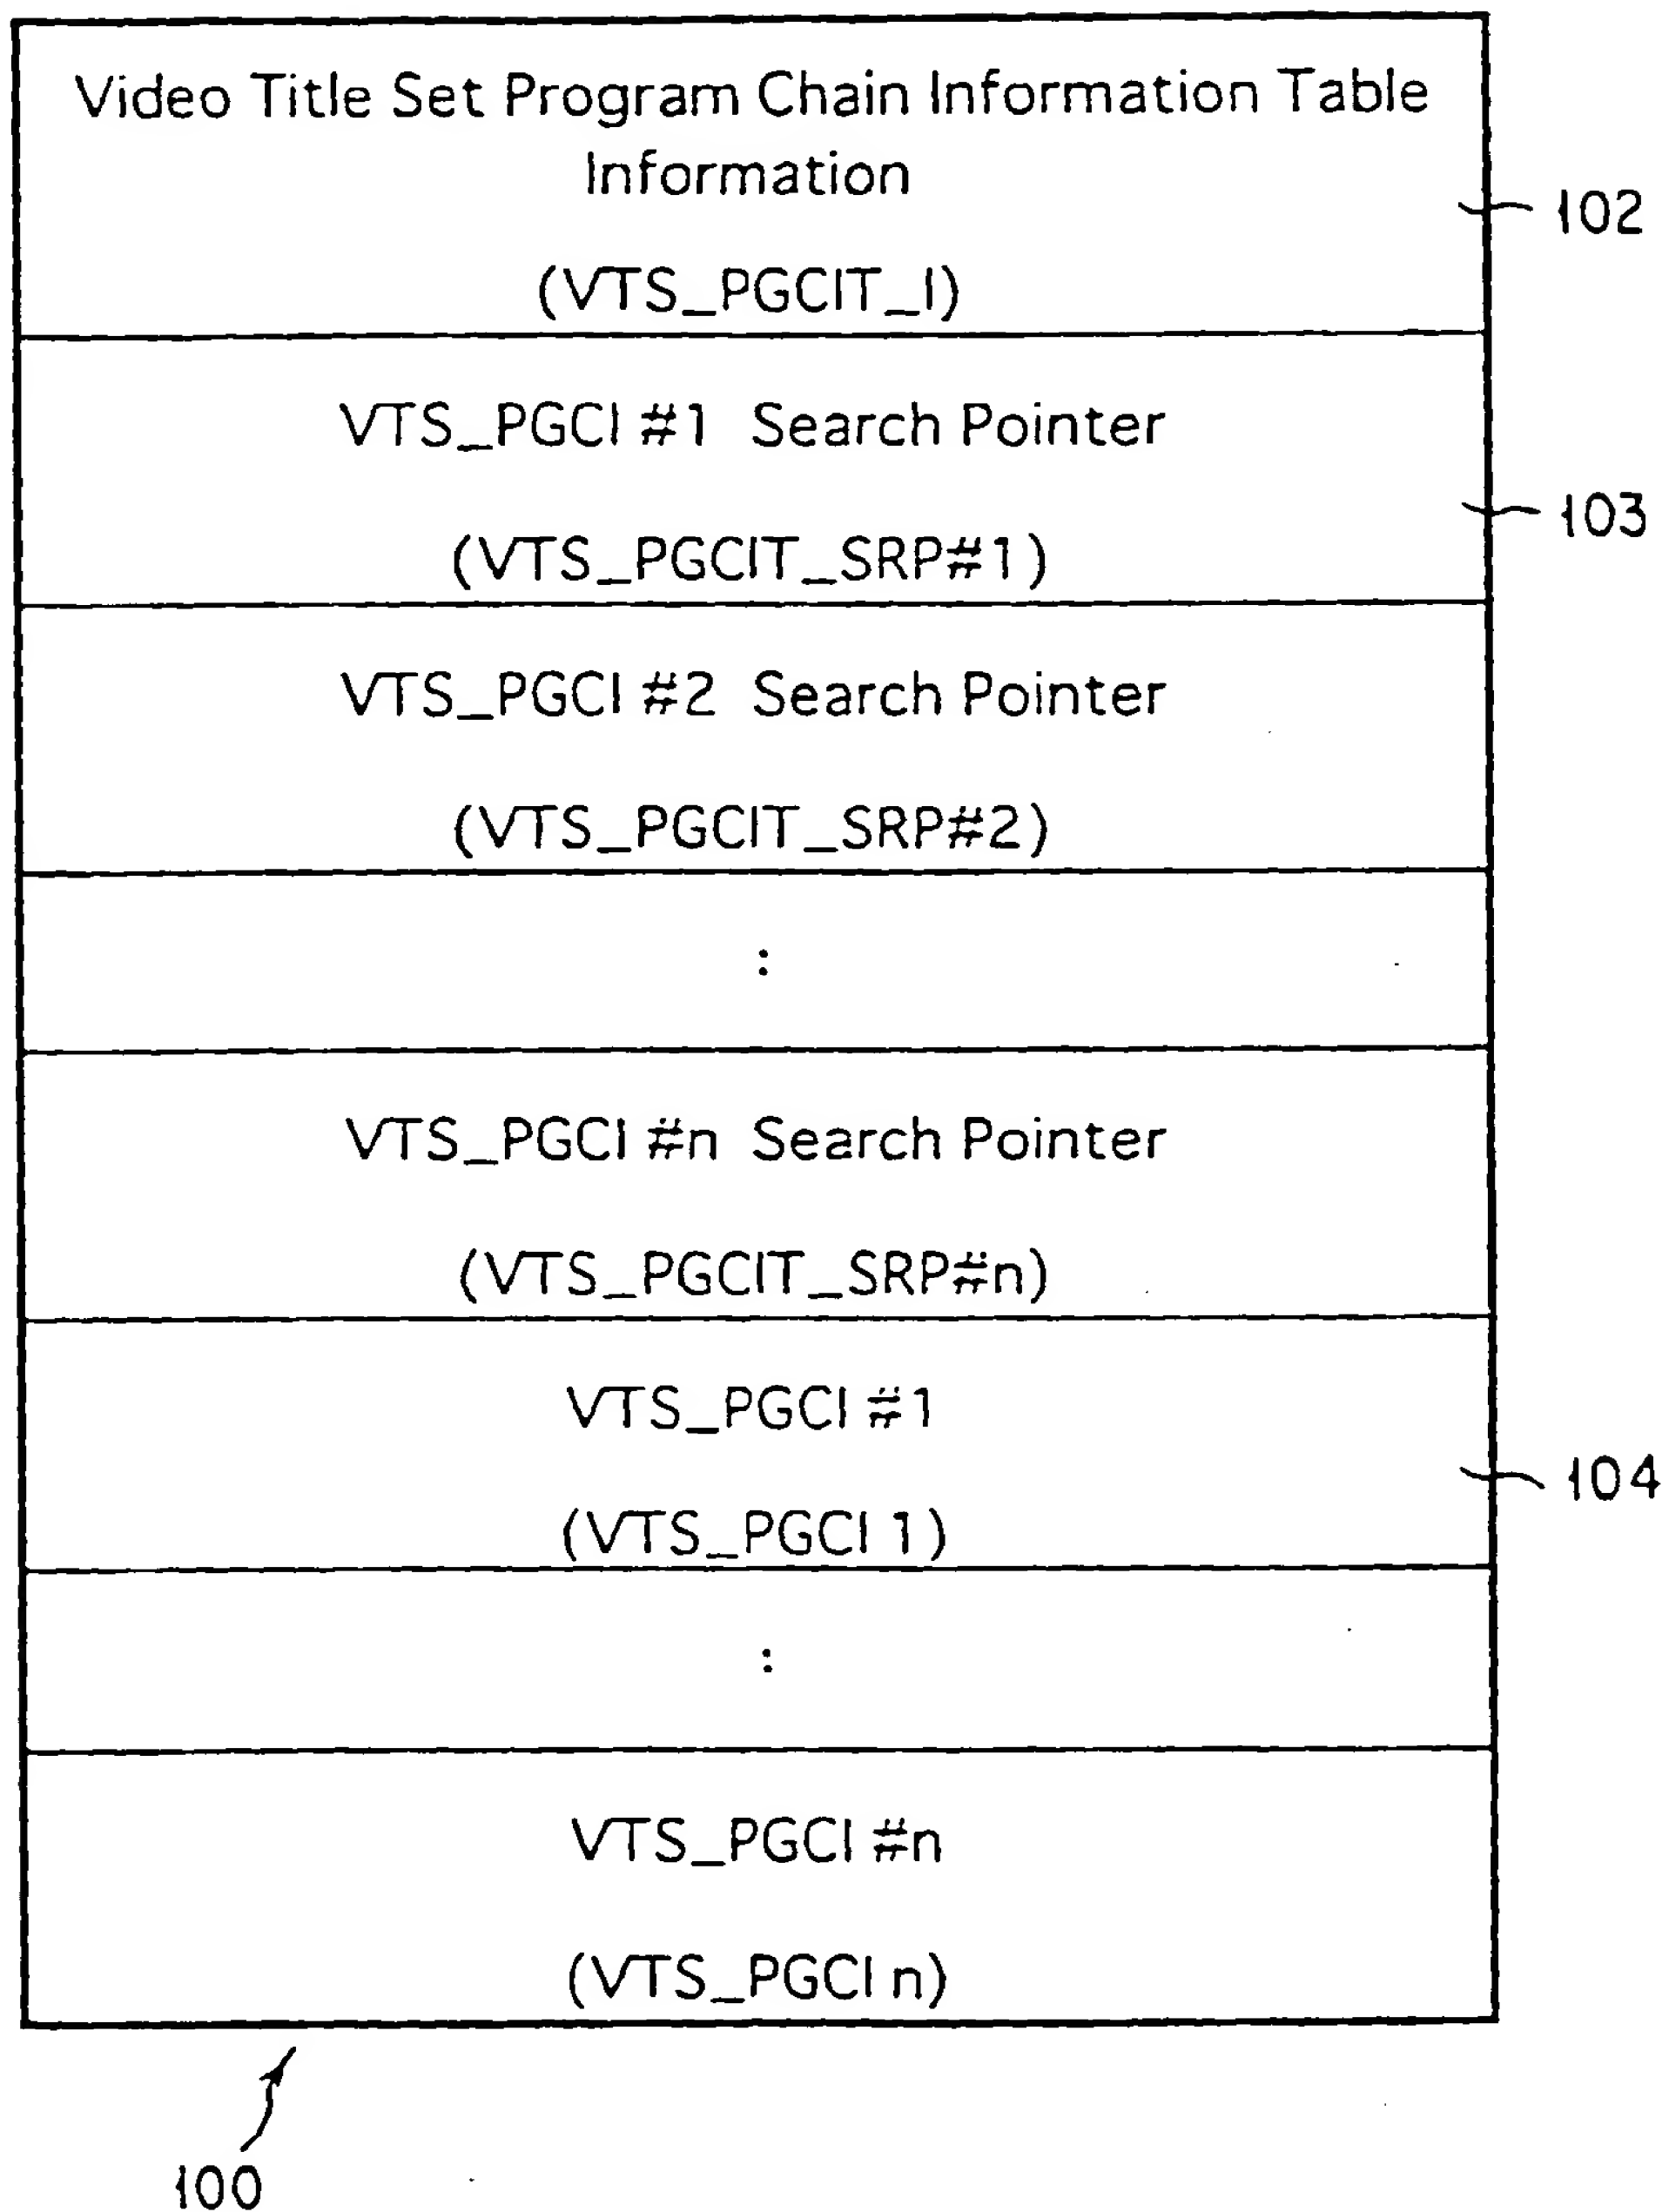 Video Title Set Program Chain Information Table
Information
(VTS_PGCIT_I)
102
VTS_PGCI #1 Search Pointer
(VTS_PGCIT_SRP#1)
103
VTS_PGCI #2 Search Pointer
(VTS_PGCIT_SRP#2)
:
VTS_PGCI #n Search Pointer
(VTS_PGCIT_SRP#n)
VTS_PGCI #1
(VTS_PGCI 1)
104
:
VTS_PGCI #n
(VTS_PGCI n)
100